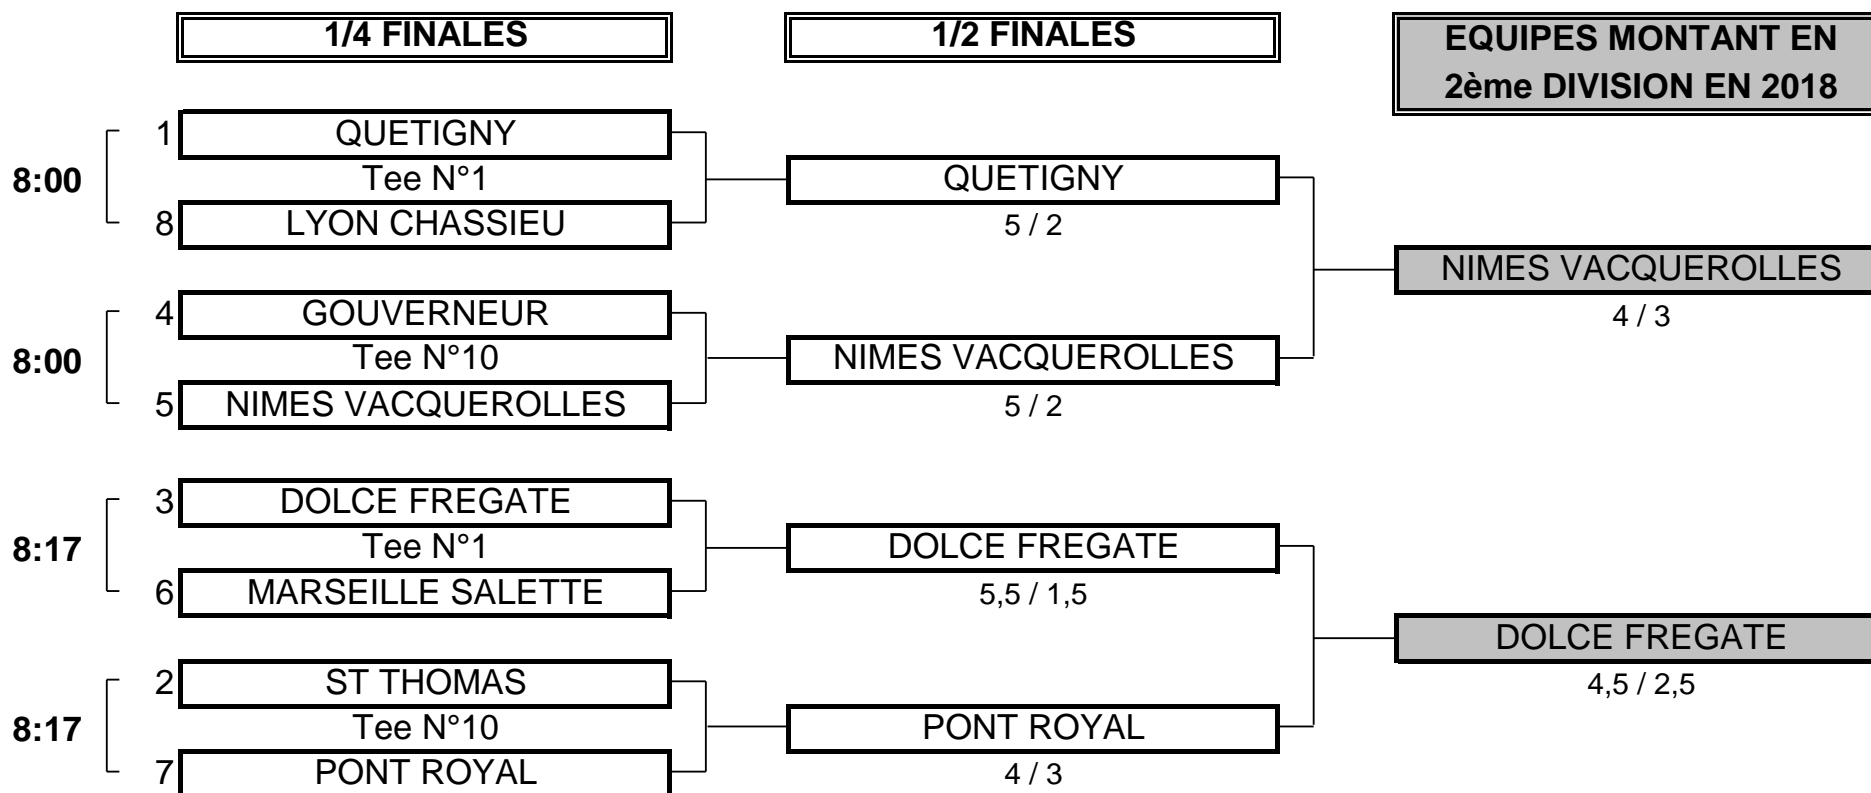 1/4 FINALES
1/2 FINALES
EQUIPES MONTANT EN
2ème DIVISION EN 2018
1 QUETIGNY
8:00 Tee N°1
QUETIGNY
8 LYON CHASSIEU
5 / 2
NIMES VACQUEROLLES
4 / 3
4 GOUVERNEUR
8:00 Tee N°10
NIMES VACQUEROLLES
5 NIMES VACQUEROLLES
5 / 2
3 DOLCE FREGATE
8:17 Tee N°1
DOLCE FREGATE
6 MARSEILLE SALETTE
5,5 / 1,5
DOLCE FREGATE
4,5 / 2,5
2 ST THOMAS
8:17 Tee N°10
PONT ROYAL
7 PONT ROYAL
4 / 3